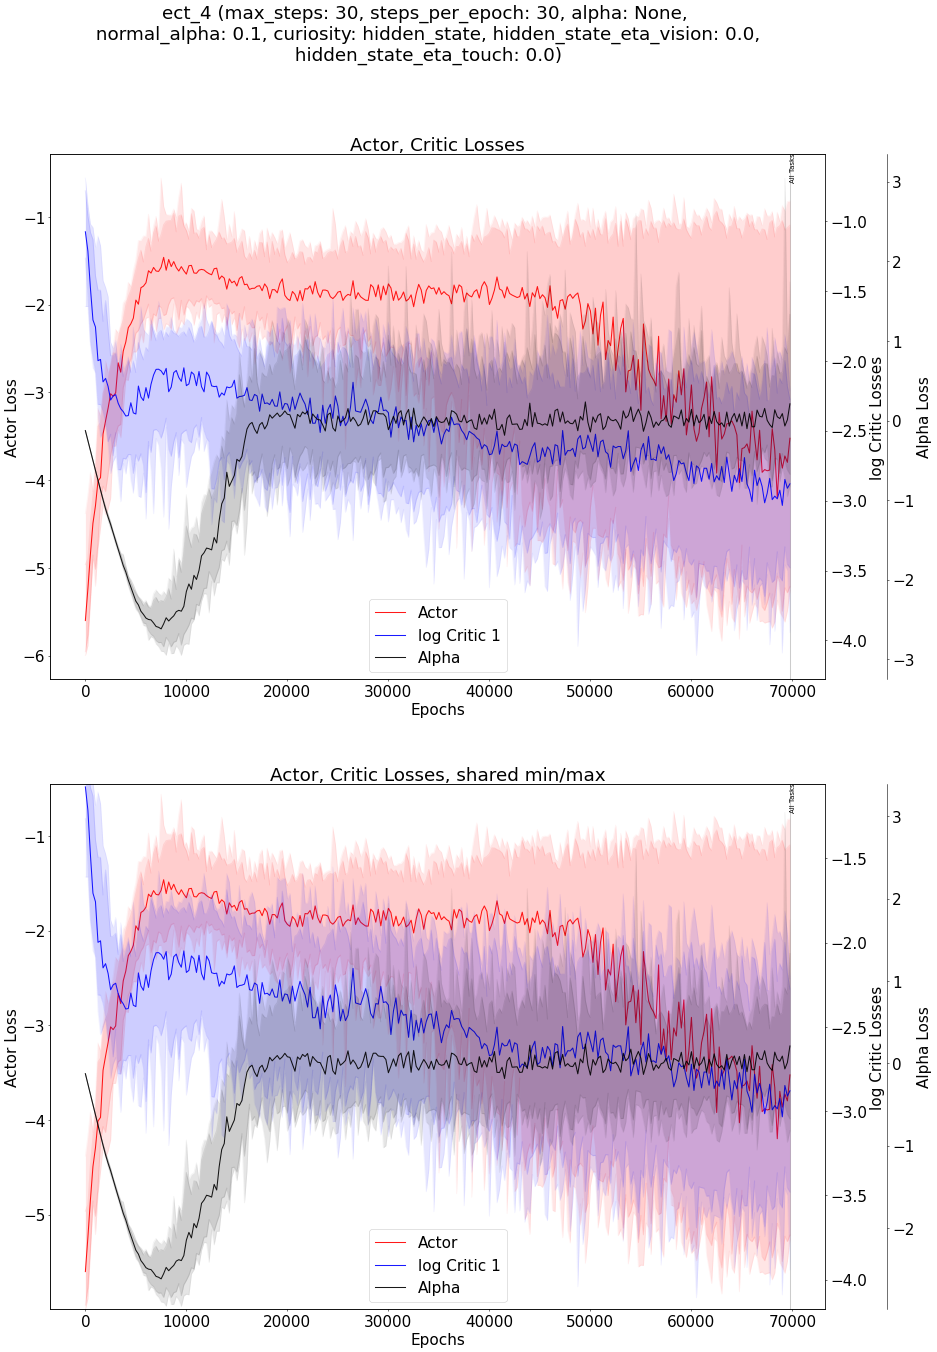 ect_4 (max_steps: 30, steps_per_epoch: 30, alpha: None,
normal_alpha: 0.1, curiosity: hidden_state, hidden_state_eta_vision: 0.0,
hidden_state_eta_touch: 0.0)
Actor, Critic Losses
All Tasks
−1
−2
−3
−4
−5
−6
Actor Loss
−1.0
−1.5
−2.0
−2.5
−3.0
−3.5
−4.0
log Critic Losses
3
2
1
0
−1
−2
−3
Alpha Loss
Actor
log Critic 1
Alpha
0
10000
20000
30000
40000
50000
60000
70000
Epochs
Actor, Critic Losses, shared min/max
All Tasks
−1
−2
−3
−4
−5
Actor Loss
−1.5
−2.0
−2.5
−3.0
−3.5
−4.0
log Critic Losses
3
2
1
0
−1
−2
Alpha Loss
Actor
log Critic 1
Alpha
0
10000
20000
30000
40000
50000
60000
70000
Epochs